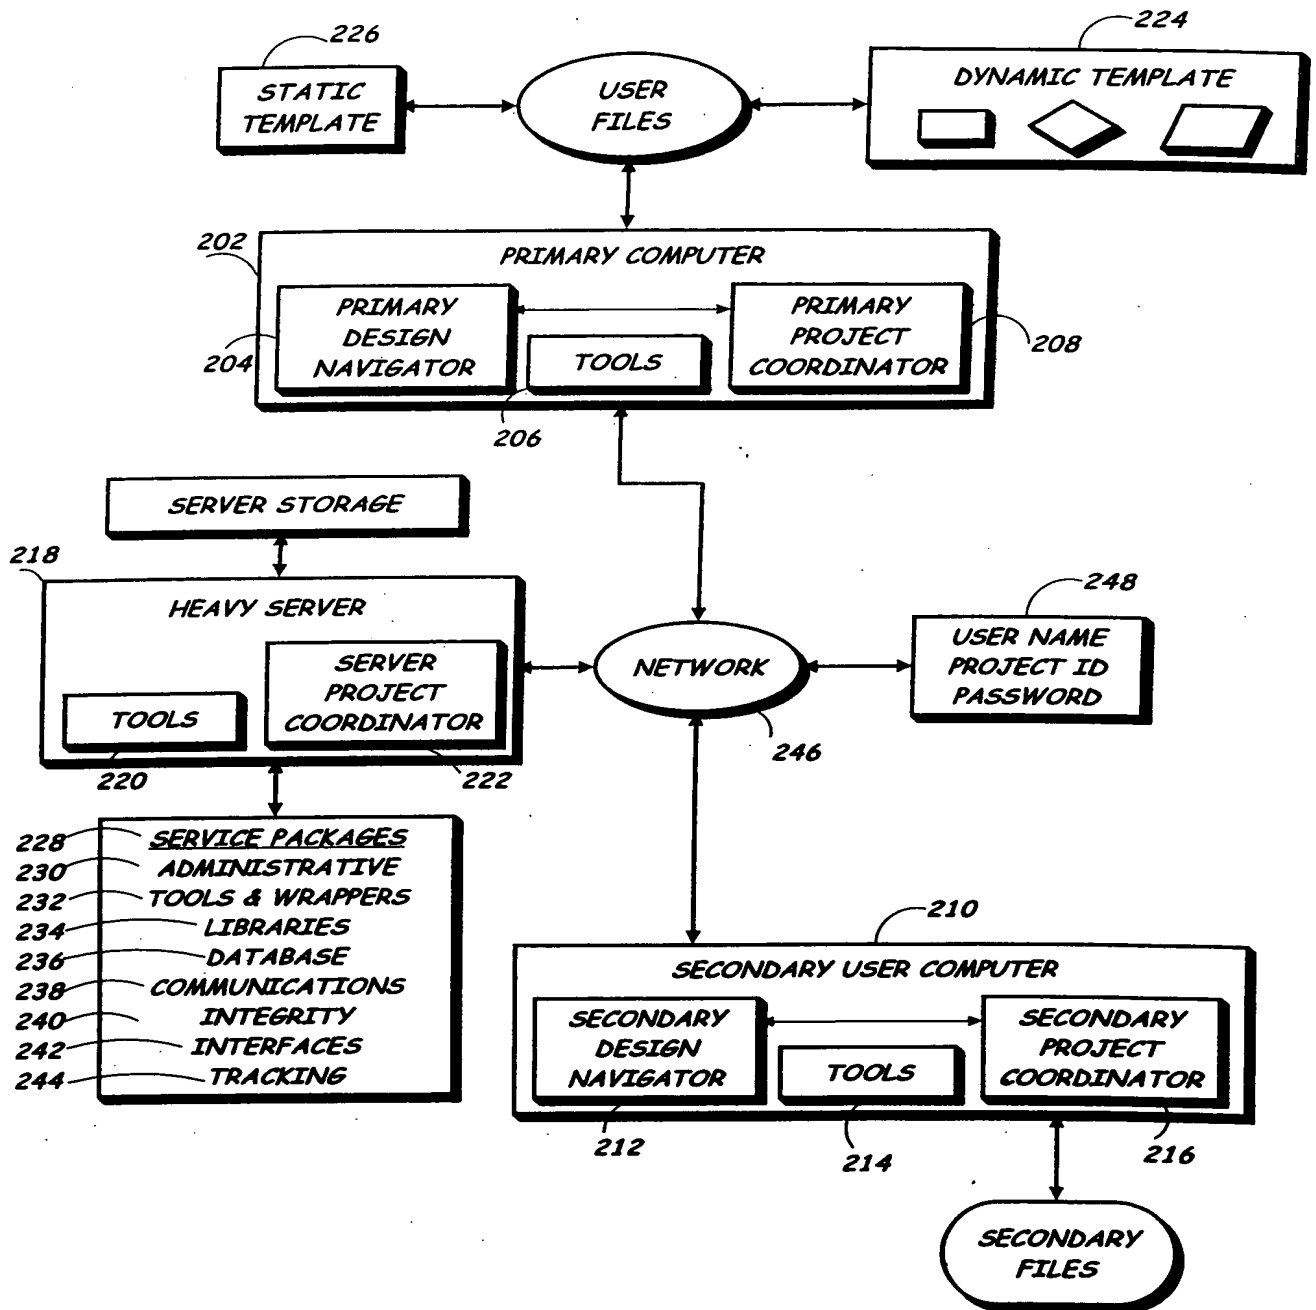 226
224
STATIC
TEMPLATE
USER
FILES
DYNAMIC TEMPLATE
202
PRIMARY COMPUTER
PRIMARY
DESIGN
NAVIGATOR
TOOLS
PRIMARY
PROJECT
COORDINATOR
204
206
208
SERVER STORAGE
218
HEAVY SERVER
SERVER
PROJECT
COORDINATOR
TOOLS
220
222
NETWORK
246
248
USER NAME
PROJECT ID
PASSWORD
228 SERVICE PACKAGES
230 ADMINISTRATIVE
232 TOOLS & WRAPPERS
234 LIBRARIES
236 DATABASE
238 COMMUNICATIONS
240 INTEGRITY
242 INTERFACES
244 TRACKING
210
SECONDARY USER COMPUTER
SECONDARY
DESIGN
NAVIGATOR
TOOLS
SECONDARY
PROJECT
COORDINATOR
212
214
216
SECONDARY
FILES